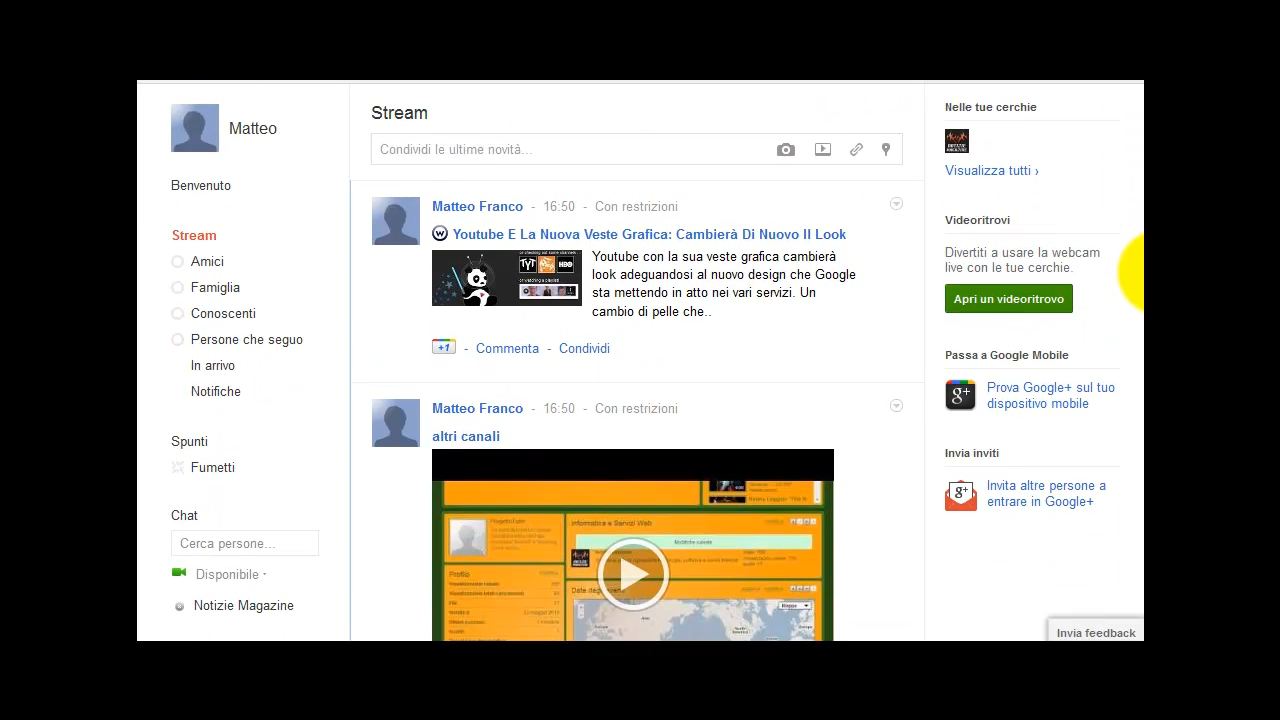 Matteo
Benvenuto
Stream
Amici
Famiglia
Conoscenti
Persone che seguo
In arrivo
Notifiche
Spunti
Fumetti
Chat
Cerca persone...
Disponibile
Notizie Magazine
Stream
Condividi le ultime novità...
Matteo Franco - 16:50 - Con restrizioni
Youtube E La Nuova Veste Grafica: Cambierà Di Nuovo Il Look
or watching a playlist
TYT
HBO
Youtube con la sua veste grafica cambierà
look adeguandosi al nuovo design che Google
sta mettendo in atto nei vari servizi. Un
cambio di pelle che..
+1 - Commenta - Condividi
Matteo Franco - 16:50 - Con restrizioni
altri canali
Informatica e Servizi Web
Profilo
Nelle tue cerchie
Visualizza tutti ›
Videoritrovi
Divertiti a usare la webcam
live con le tue cerchie.
Apri un videoritrovo
Passa a Google Mobile
g+
Prova Google+ sul tuo
dispositivo mobile
Invia inviti
g+
Invita altre persone a
entrare in Google+
Invia feedback